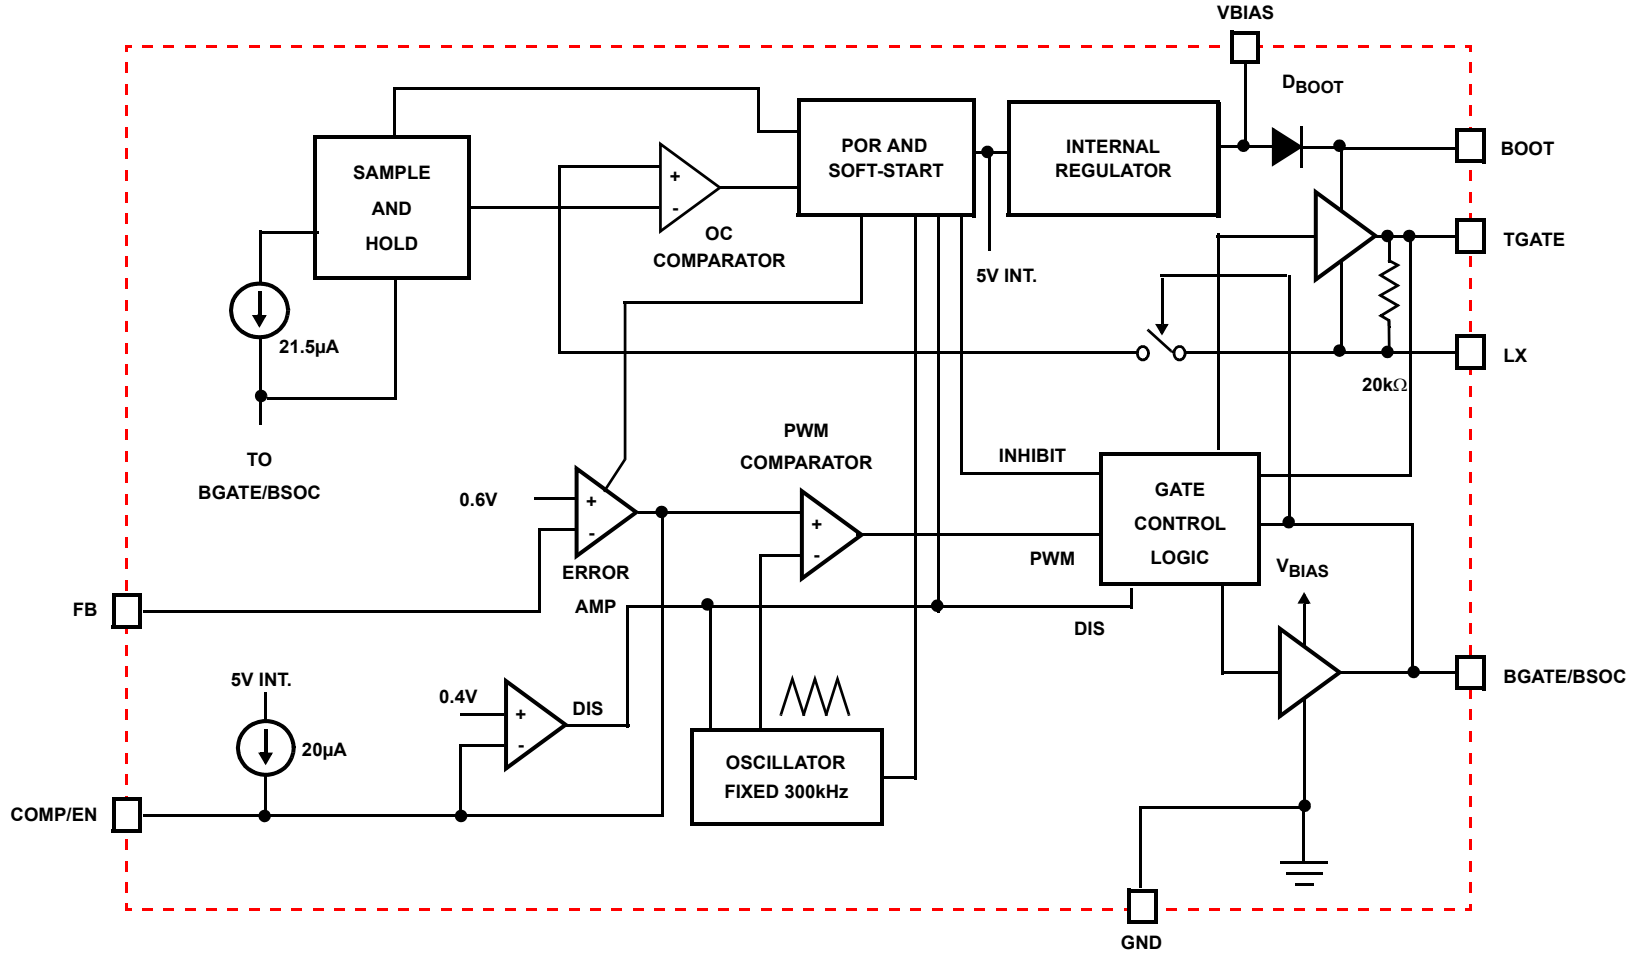 VBIAS
DBOOT
SAMPLE
AND
HOLD
POR AND
SOFT-START
INTERNAL
REGULATOR
BOOT
+
-
OC
COMPARATOR
TGATE
5V INT.
21.5µA
LX
20kΩ
TO
BGATE/BSOC
PWM
COMPARATOR
INHIBIT
0.6V
+
-
+
-
GATE
CONTROL
LOGIC
PWM
VBIAS
ERROR
AMP
FB
DIS
5V INT.
0.4V
+
-
DIS
BGATE/BSOC
20µA
OSCILLATOR
FIXED 300kHz
COMP/EN
GND